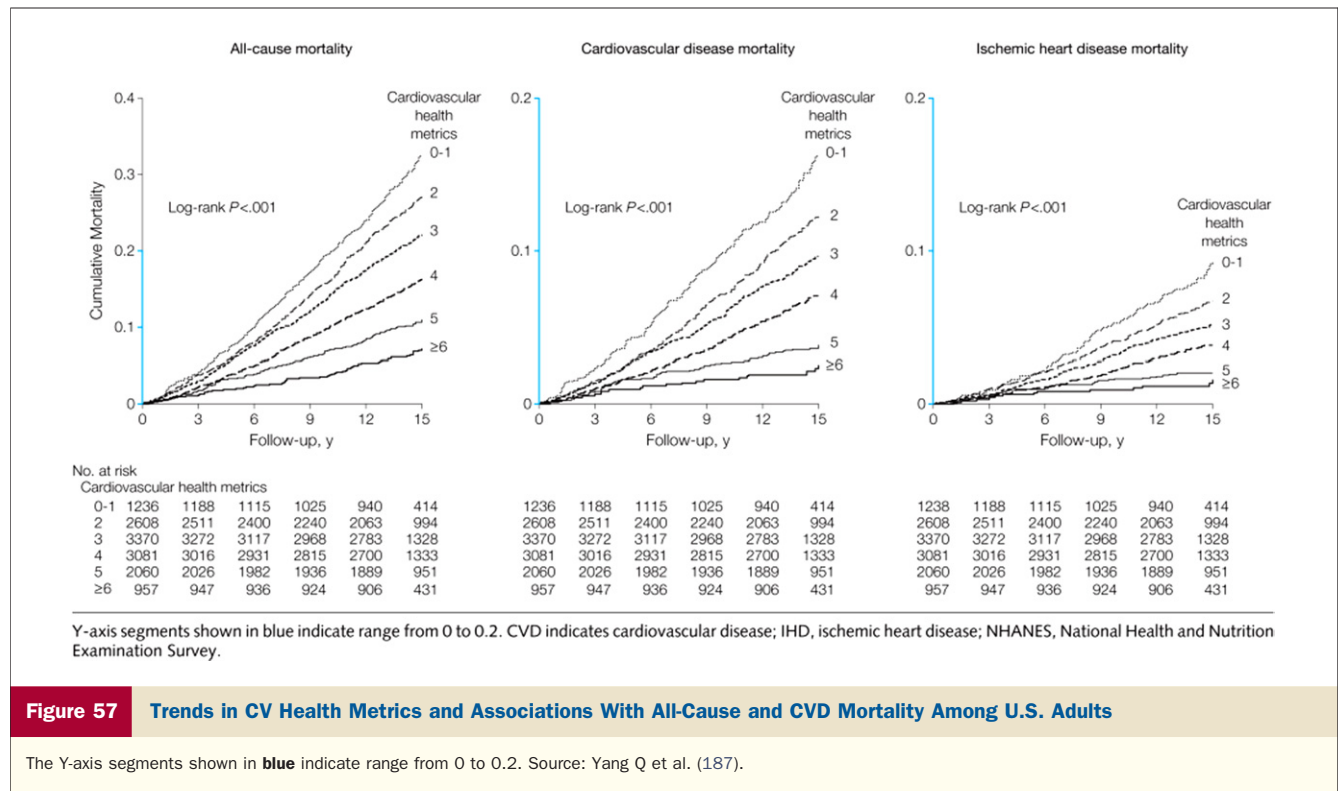 All-cause mortality
Cardiovascular disease mortality
Ischemic heart disease mortality
Cumulative Mortality
0.4
0.3
0.2
0.1
0
Cardiovascular
health
metrics
0-1
2
3
4
5
≥6
Log-rank P<.001
0 3 6 9 12 15
Follow-up, y
0.2
0.1
0
Cardiovascular
health
metrics
0-1
2
3
4
5
≥6
Log-rank P<.001
0 3 6 9 12 15
Follow-up, y
0.2
0.1
0
Log-rank P<.001
Cardiovascular
health
metrics
0-1
2
3
4
5
≥6
0 3 6 9 12 15
Follow-up, y
No. at risk
Cardiovascular health metrics
0-1 1236 1188 1115 1025 940 414 1236 1188 1115 1025 940 414 1238 1188 1115 1025 940 414
2 2608 2511 2400 2240 2063 994 2608 2511 2400 2240 2063 994 2608 2511 2400 2240 2063 994
3 3370 3272 3117 2968 2783 1328 3370 3272 3117 2968 2783 1328 3370 3272 3117 2968 2783 1328
4 3081 3016 2931 2815 2700 1333 3081 3016 2931 2815 2700 1333 3081 3016 2931 2815 2700 1333
5 2060 2026 1982 1936 1889 951 2060 2026 1982 1936 1889 951 2060 2026 1982 1936 1889 951
≥6 957 947 936 924 906 431 957 947 936 924 906 431 957 947 936 924 906 431
Y-axis segments shown in blue indicate range from 0 to 0.2. CVD indicates cardiovascular disease; IHD, ischemic heart disease; NHANES, National Health and Nutrition
Examination Survey.
Figure 57 Trends in CV Health Metrics and Associations With All-Cause and CVD Mortality Among U.S. Adults
The Y-axis segments shown in blue indicate range from 0 to 0.2. Source: Yang Q et al. (187).